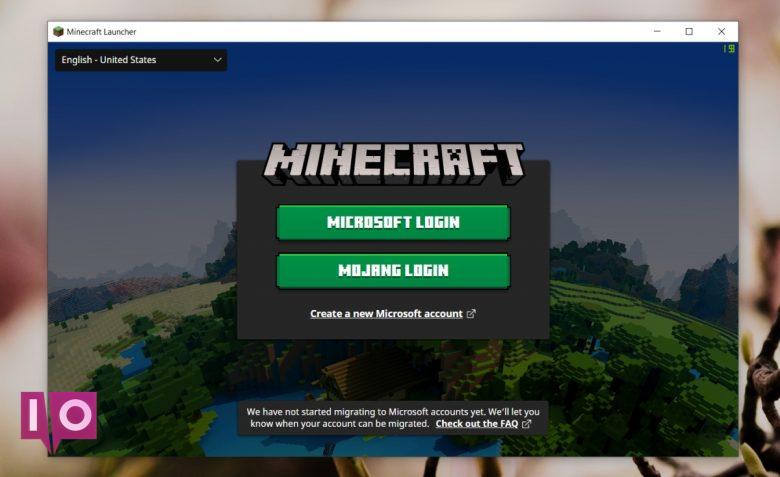 Minecraft Launcher
19
English - United States
MINECRAFT
MICROSOFT LOGIN
MOJANG LOGIN
Create a new Microsoft account
We have not started migrating to Microsoft accounts yet. We'll let you
know when your account can be migrated. Check out the FAQ
IO